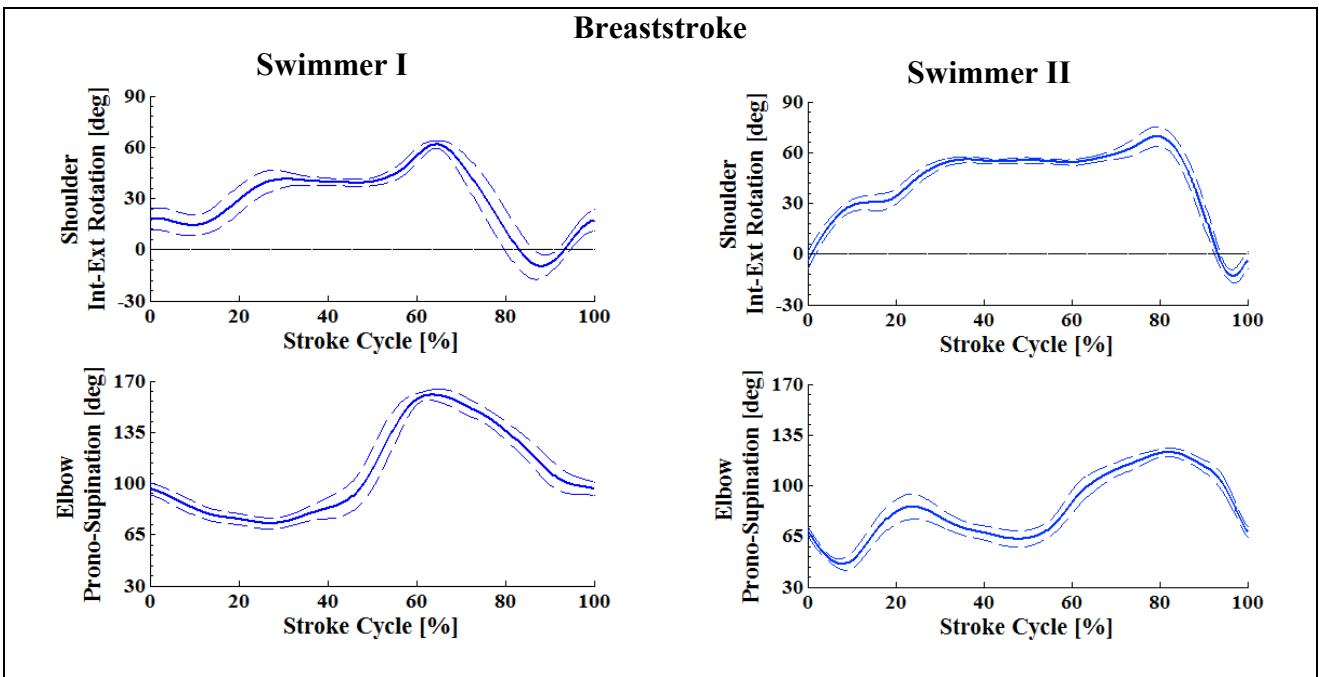 Breaststroke
Swimmer I
Swimmer II
Shoulder
Int-Ext Rotation [deg]
90
60
30
0
-30
0 20 40 60 80 100
Stroke Cycle [%]
Shoulder
Int-Ext Rotation [deg]
90
60
30
0
-30
0 20 40 60 80 100
Stroke Cycle [%]
Elbow
Prono-Supination [deg]
170
135
100
65
30
0 20 40 60 80 100
Stroke Cycle [%]
Elbow
Prono-Supination [deg]
170
135
100
65
30
0 20 40 60 80 100
Stroke Cycle [%]